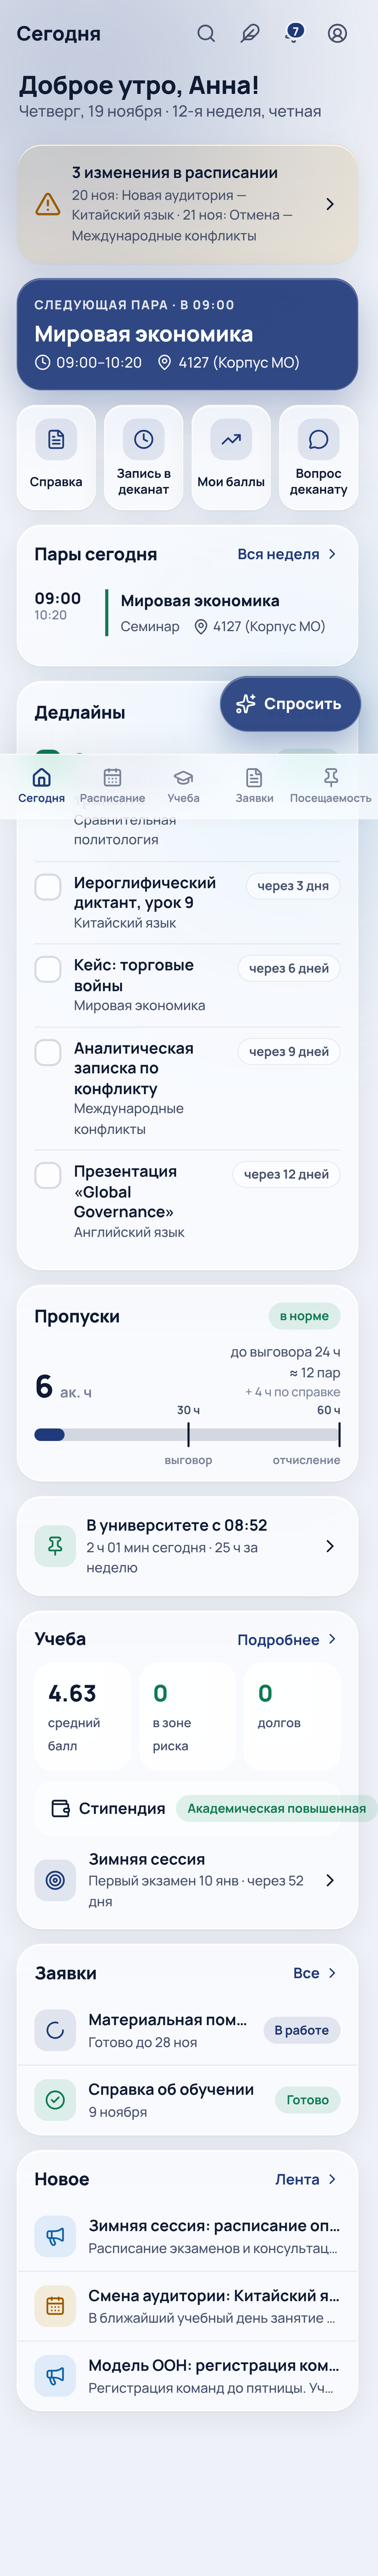 Сегодня
7
Доброе утро, Анна!
Четверг, 19 ноября · 12-я неделя, четная
3 изменения в расписании
20 ноя: Новая аудитория —
Китайский язык · 21 ноя: Отмена —
Международные конфликты
СЛЕДУЮЩАЯ ПАРА · В 09:00
Мировая экономика
09:00–10:20 4127 (Корпус МО)
Справка
Запись в
деканат
Мои баллы
Вопрос
деканату
Пары сегодня
Вся неделя
09:00
10:20
Мировая экономика
Семинар 4127 (Корпус МО)
Дедлайны
Спросить
Сегодня
Расписание
Учеба
Заявки
Посещаемость
Сравнительная
политология
Иероглифический
диктант, урок 9
Китайский язык
через 3 дня
Кейс: торговые
войны
Мировая экономика
через 6 дней
Аналитическая
записка по
конфликту
Международные
конфликты
через 9 дней
Презентация
«Global
Governance»
Английский язык
через 12 дней
Пропуски
в норме
6 ак. ч
до выговора 24 ч
≈ 12 пар
+ 4 ч по справке
30 ч
60 ч
выговор
отчисление
В университете с 08:52
2 ч 01 мин сегодня · 25 ч за
неделю
Учеба
Подробнее
4.63
средний
балл
0
в зоне
риска
0
долгов
Стипендия
Академическая повышенная
Зимняя сессия
Первый экзамен 10 янв · через 52
дня
Заявки
Все
Материальная пом…
Готово до 28 ноя
В работе
Справка об обучении
9 ноября
Готово
Новое
Лента
Зимняя сессия: расписание оп…
Расписание экзаменов и консультац…
Смена аудитории: Китайский я…
В ближайший учебный день занятие …
Модель ООН: регистрация ком…
Регистрация команд до пятницы. Уч…